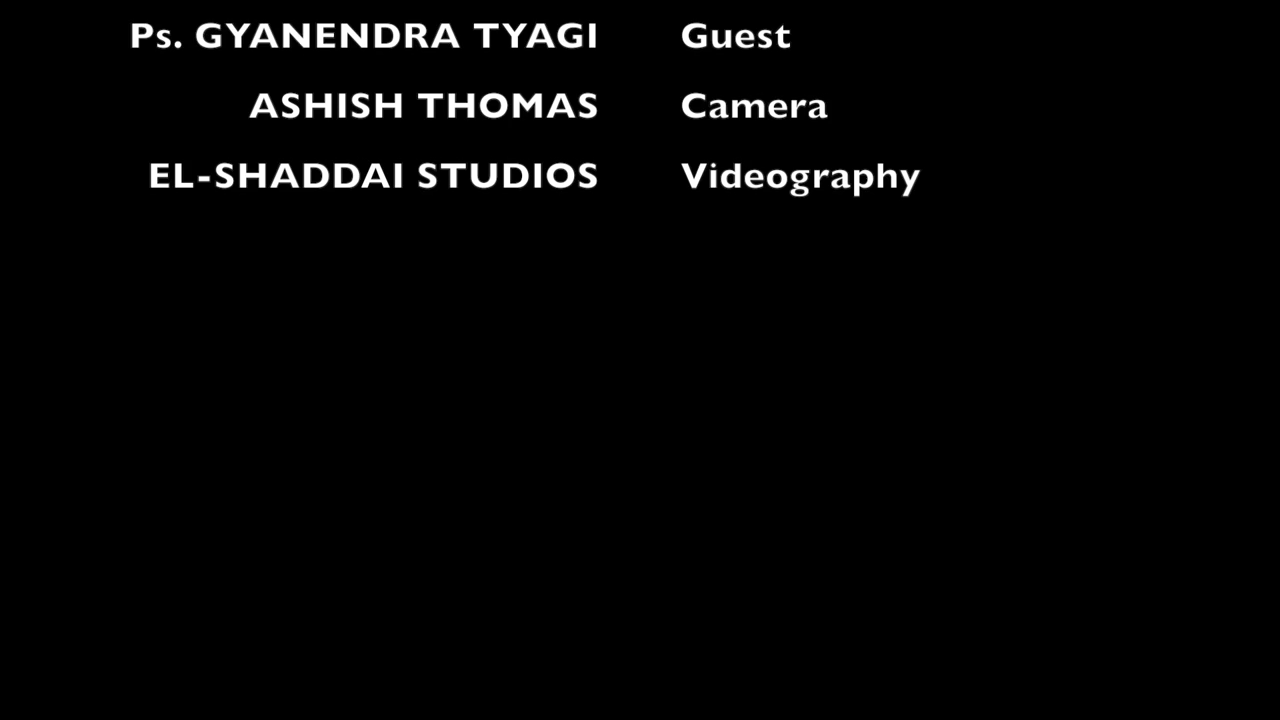 Ps. GYANENDRA TYAGI Guest
ASHISH THOMAS Camera
EL-SHADDAI STUDIOS Videography